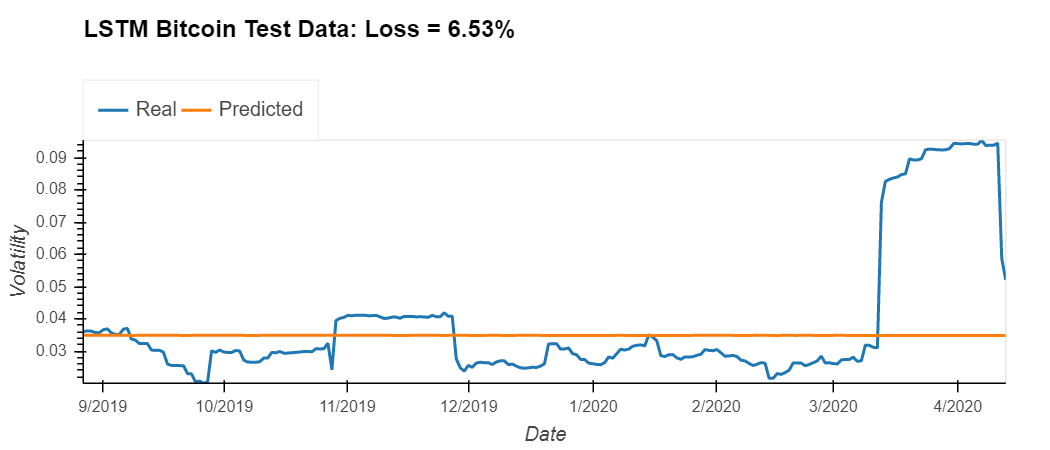 LSTM Bitcoin Test Data: Loss = 6.53%
Real Predicted
0.09
0.08
0.07
0.06
0.05
0.04
0.03
Volatility
9/2019 10/2019 11/2019 12/2019 1/2020 2/2020 3/2020 4/2020
Date